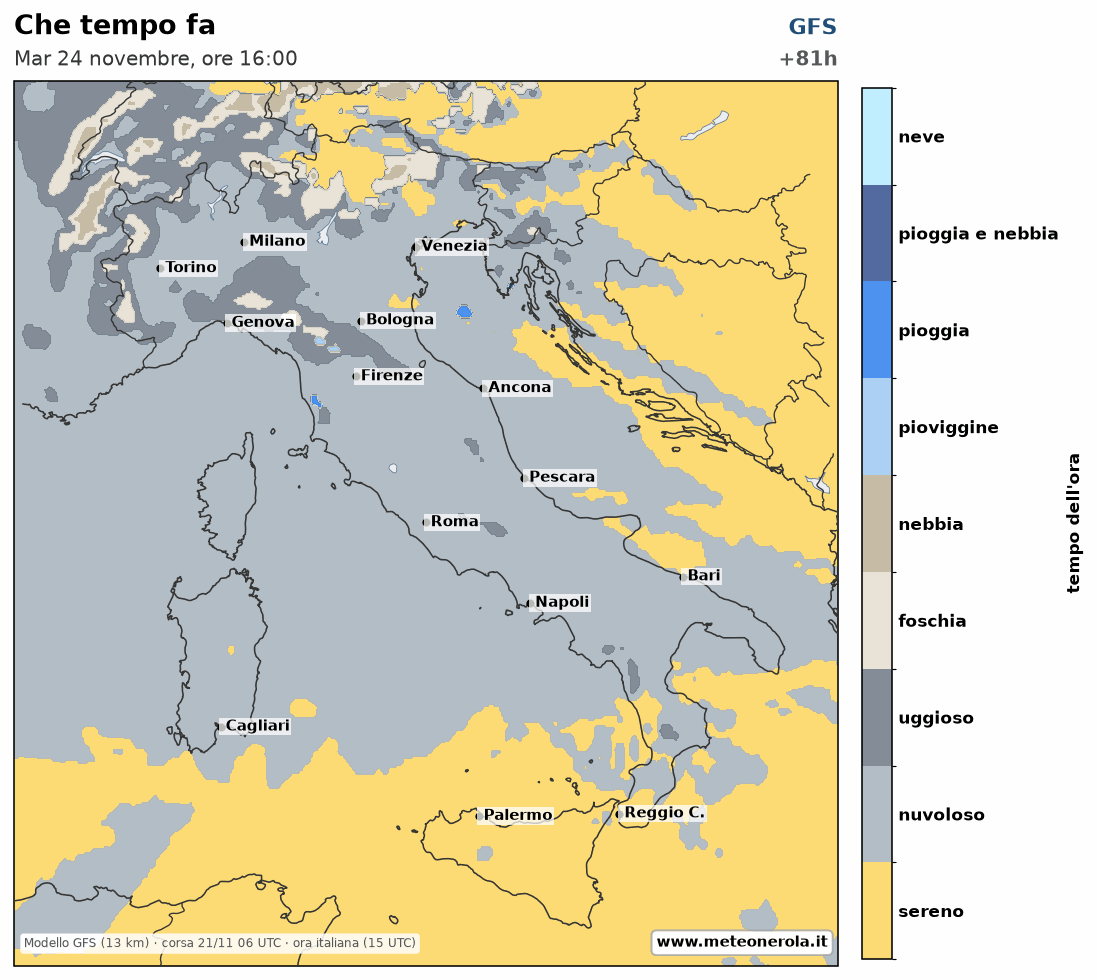 Che tempo fa
GFS
Mar 24 novembre, ore 16:00
+81h
Milano
Venezia
Torino
Genova
Bologna
Firenze
Ancona
Pescara
Roma
Bari
Napoli
Cagliari
Palermo
Reggio C.
Modello GFS (13 km) · corsa 21/11 06 UTC · ora italiana (15 UTC)
www.meteonerola.it
neve
pioggia e nebbia
pioggia
pioviggine
nebbia
foschia
uggioso
nuvoloso
sereno
tempo dell'ora